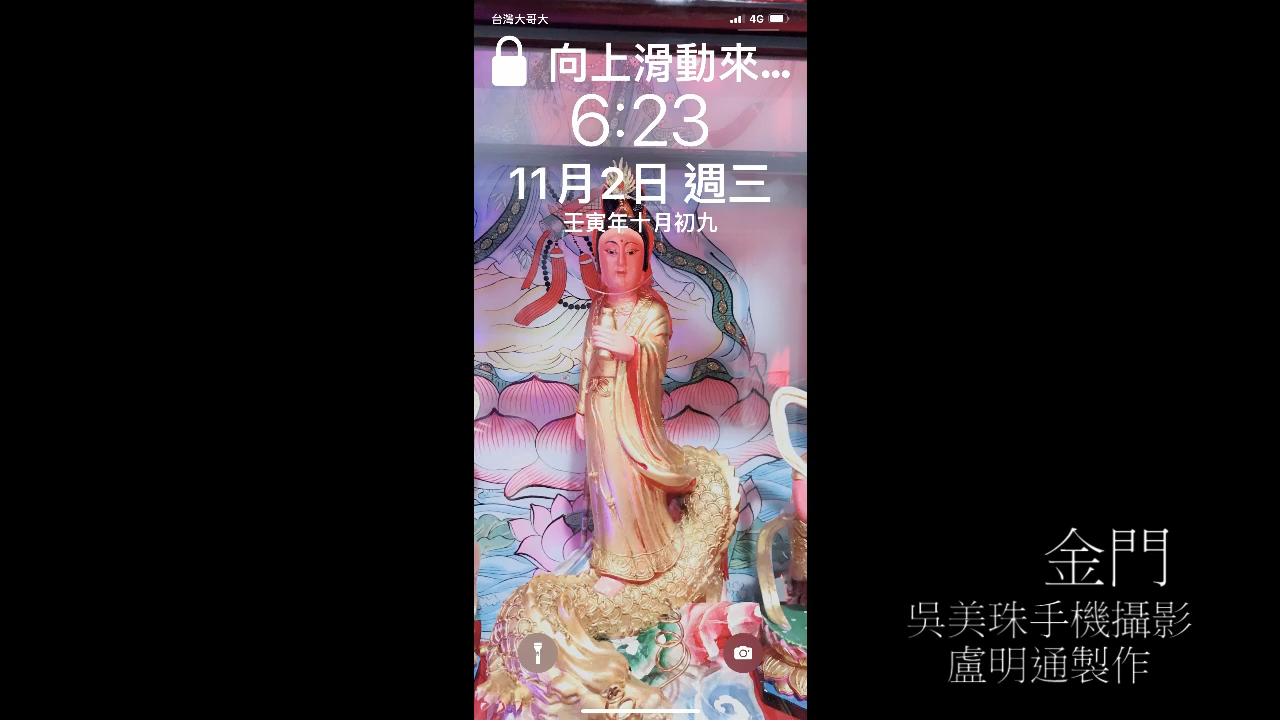 台灣大哥大 4G
向上滑動來...
6:23
11月2日 週三
壬寅年十月初九
金門
吳美珠手機攝影
盧明通製作